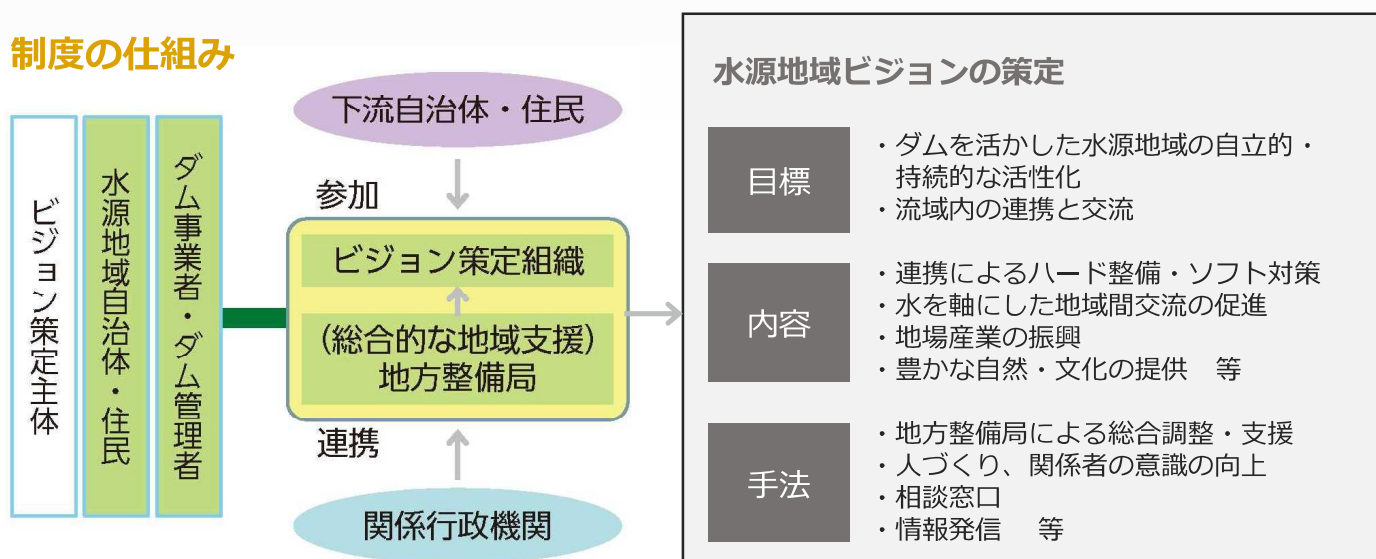 制度の仕組み
ビジョン策定主体
水源地域自治体・住民
ダム事業者・ダム管理者
下流自治体・住民
参加
ビジョン策定組織
(総合的な地域支援)
地方整備局
連携
関係行政機関
水源地域ビジョンの策定
目標
・ダムを活かした水源地域の自立的・
持続的な活性化
・流域内の連携と交流
内容
・連携によるハード整備・ソフト対策
・水を軸にした地域間交流の促進
・地場産業の振興
・豊かな自然・文化の提供　等
手法
・地方整備局による総合調整・支援
・人づくり、関係者の意識の向上
・相談窓口
・情報発信　等